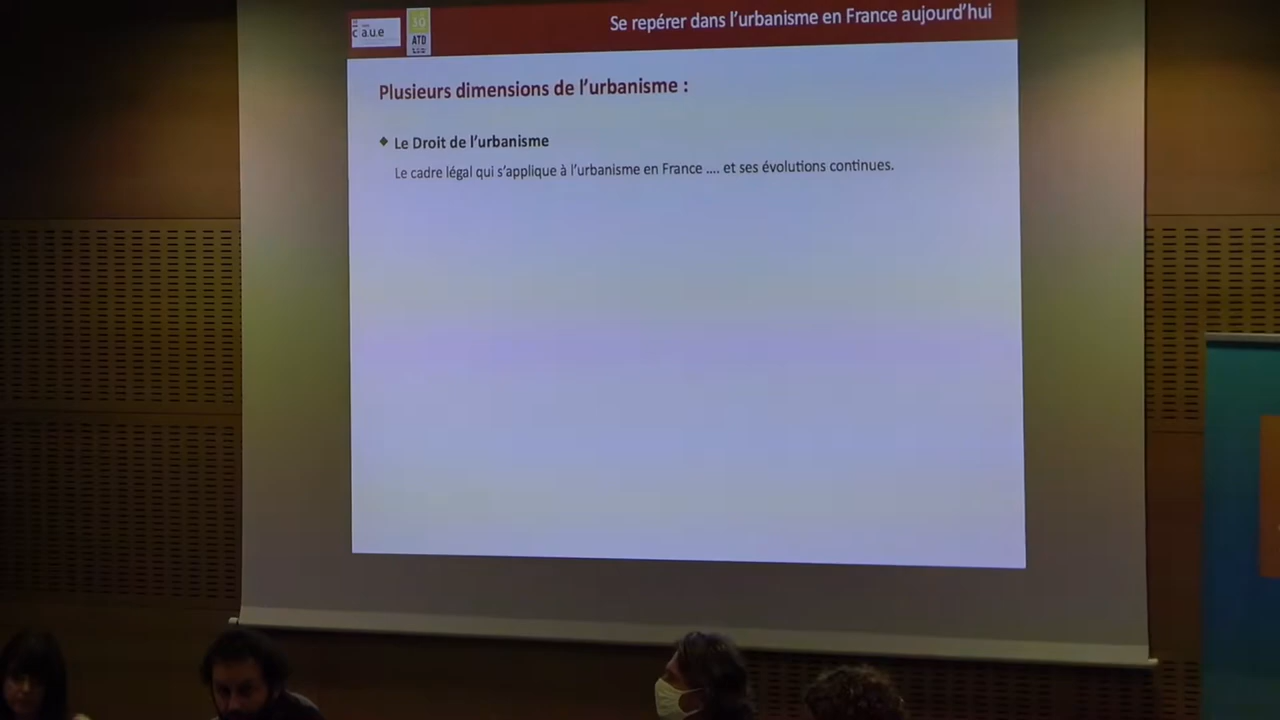 c a.u.e
30
ATD
Se repérer dans l'urbanisme en France aujourd'hui
Plusieurs dimensions de l'urbanisme :
❖ Le Droit de l'urbanisme
Le cadre légal qui s'applique à l'urbanisme en France .... et ses évolutions continues.